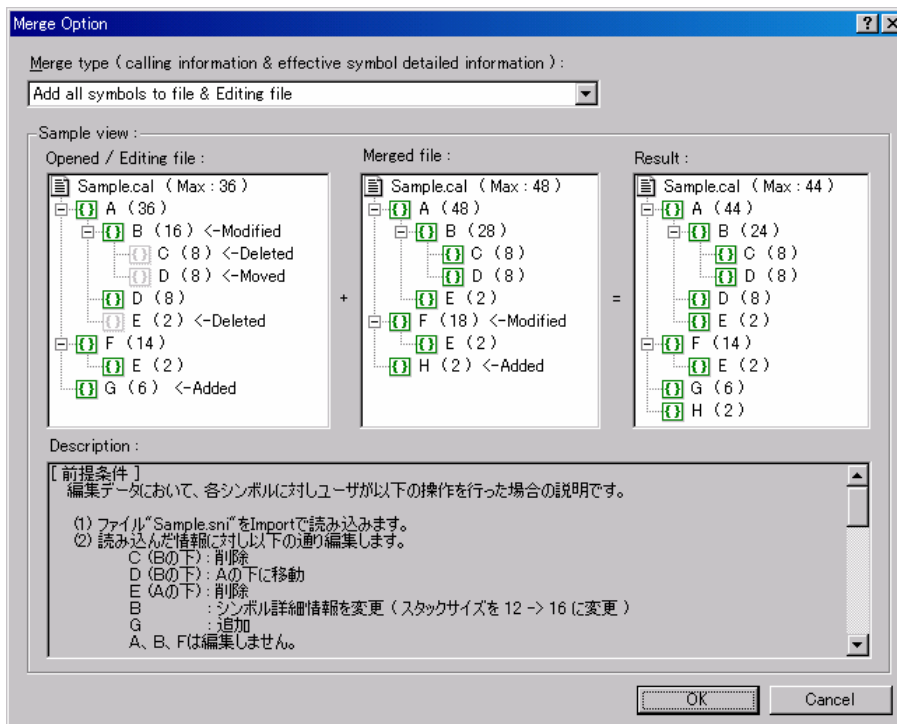 Merge Option
Merge type ( calling information & effective symbol detailed information ) :
Add all symbols to file & Editing file
Sample view :
Opened / Editing file :
Sample.cal ( Max : 36 )
A (36)
B (16) <-Modified
C (8) <-Deleted
D (8) <-Moved
D (8)
E (2) <-Deleted
F (14)
E (2)
G (6) <-Added
+
Merged file :
Sample.cal ( Max : 48 )
A (48)
B (28)
C (8)
D (8)
E (2)
F (18) <-Modified
E (2)
H (2) <-Added
=
Result :
Sample.cal ( Max : 44 )
A (44)
B (24)
C (8)
D (8)
D (8)
E (2)
F (14)
E (2)
G (6)
H (2)
Description :
[ 前提条件 ]
編集データにおいて、各シンボルに対しユーザが以下の操作を行った場合の説明です。
(1) ファイル"Sample.sni"をImportで読み込みます。
(2) 読み込んだ情報に対し以下の通り編集します。
C (Bの下) : 削除
D (Bの下) : Aの下に移動
E (Aの下) : 削除
B : シンボル詳細情報を変更 ( スタックサイズを 12 -> 16 に変更 )
G : 追加
A、B、Fは編集しません。
OK
Cancel